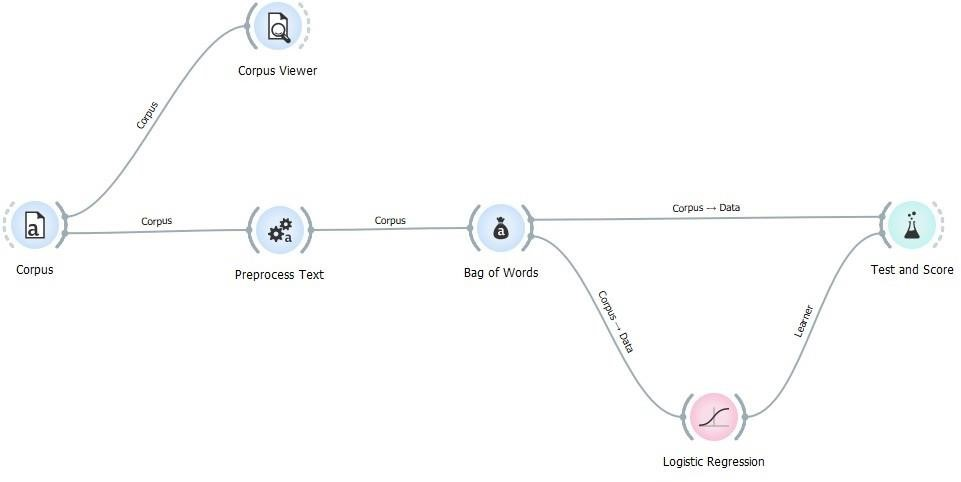 Corpus Viewer
Corpus
Corpus
Corpus
Corpus → Data
a
a
a
Corpus
Preprocess Text
Bag of Words
Test and Score
Corpus → Data
Learner
Logistic Regression